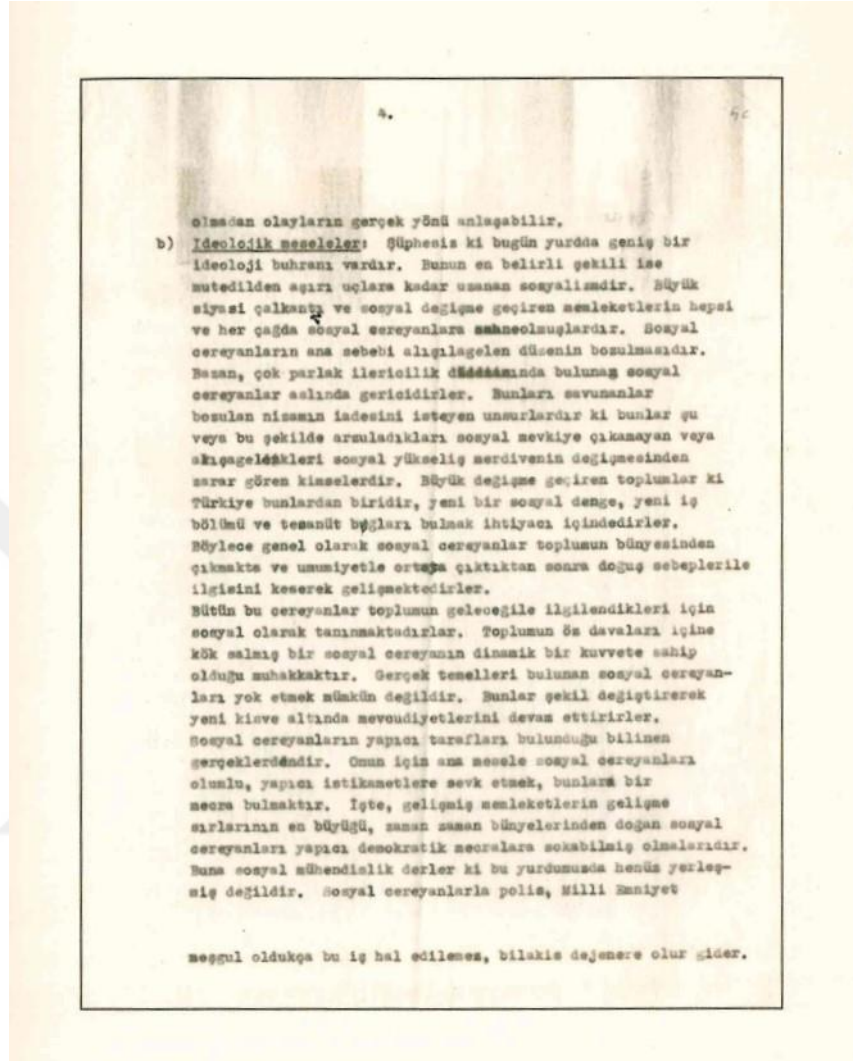 4.
olmadan olayların gerçek yönü anlaşabilir.
b) Ideolojik meseleler: Şüphesis ki bugün yurdda geniş bir
ideoloji buhranı vardır. Bunun en belirli şekili ise
mutedilden aşırı uçlara kadar uzanan sosyalizmdir. Büyük
siyasi çalkantı ve sosyal değişme geçiren memleketlerin hepsi
ve her çağda sosyal cereyanlara sahneolmuşlardır. Sosyal
cereyanların ana sebebi alışılagelen düzenin bozulmasıdır.
Bazan, çok parlak ilericilik iddiasında bulunan sosyal
cereyanlar aslında gericidirler. Bunları savunanlar
bozulan nizamın iadesini isteyen unsurlardır ki bunlar şu
veya bu şekilde arzuladıkları sosyal mevkiye çıkamayan veya
sosyal yükseliş merdivenin değişmesinden
zarar gören kimselerdir. Büyük değişme geçiren toplumlar ki
Türkiye bunlardan biridir, yeni bir sosyal denge, yeni iş
bölümü ve tesanüt bağları bulmak ihtiyacı içindedirler.
Böylece genel olarak sosyal cereyanlar toplumun bünyesinden
çıkmakta ve umumiyetle ortaya çıktıktan sonra doğuş sebeplerile
ilgisini keserek gelişmektedirler.
Bütün bu cereyanlar toplumun geleceğile ilgilendikleri için
sosyal olarak tanınmaktadırlar. Toplumun öz davaları içine
kök salmış bir sosyal cereyanın dinamik bir kuvvete sahip
olduğu muhakkaktır. Gerçek temelleri bulunan sosyal cereyan-
ları yok etmek mümkün değildir. Bunlar şekil değiştirerek
yeni kisve altında mevcudiyetlerini devam ettirirler.
Sosyal cereyanların yapıcı tarafları bulunduğu bilinen
gerçeklerdendir. Onun için ana mesele sosyal cereyanları
olumlu, yapıcı istikametlere sevk etmek, bunlara bir
mecra bulmaktır. İşte, gelişmiş memleketlerin gelişme
sırlarının en büyüğü, zaman zaman bünyelerinden doğan sosyal
cereyanları yapıcı demokratik mecralara sokabilmiş olmalarıdır.
Buna sosyal mühendislik derler ki bu yurdumuzda henüz yerleş-
miş değildir. Sosyal cereyanlarla polis, Milli Emniyet
meşgul oldukça bu iş hal edilemez, bilakis dejenere olur gider.